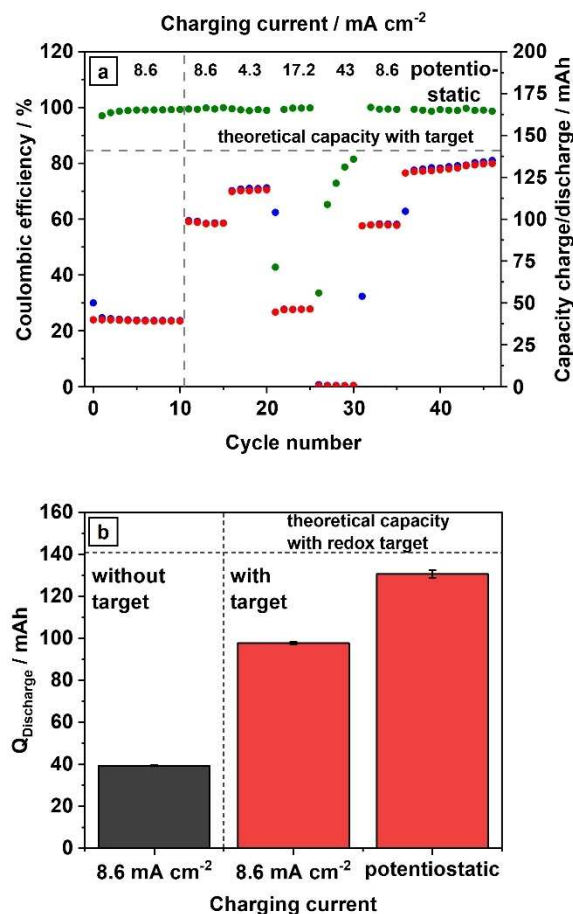 Charging current / mA cm⁻²
a
8.6 8.6 4.3 17.2 43 8.6 potentio-
static
theoretical capacity with target
Coulombic efficiency / %
120
100
80
60
40
20
0
Capacity charge/discharge / mAh
200
175
150
125
100
75
50
25
0
0 10 20 30 40
Cycle number
b
theoretical capacity
with redox target
without
target
with
target
Q_Discharge / mAh
160
140
120
100
80
60
40
20
0
8.6 mA cm⁻² 8.6 mA cm⁻² potentiostatic
Charging current